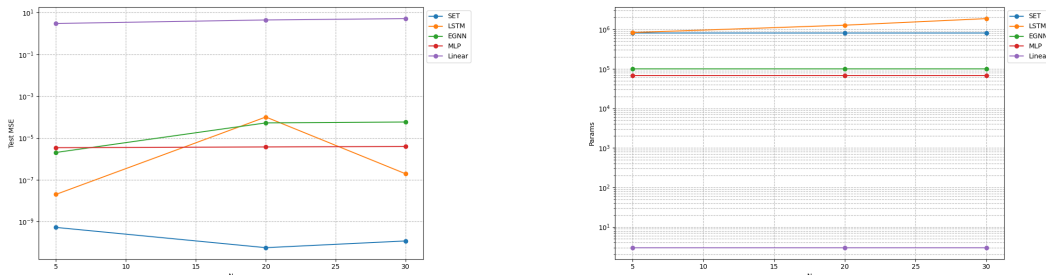 10¹
10⁻¹
10⁻³
10⁻⁵
10⁻⁷
10⁻⁹
Test MSE
5
10
15
20
25
30
SET
LSTM
EGNN
MLP
Linear
10⁶
10⁵
10⁴
10³
10²
10¹
Params
5
10
15
20
25
30
SET
LSTM
EGNN
MLP
Linear